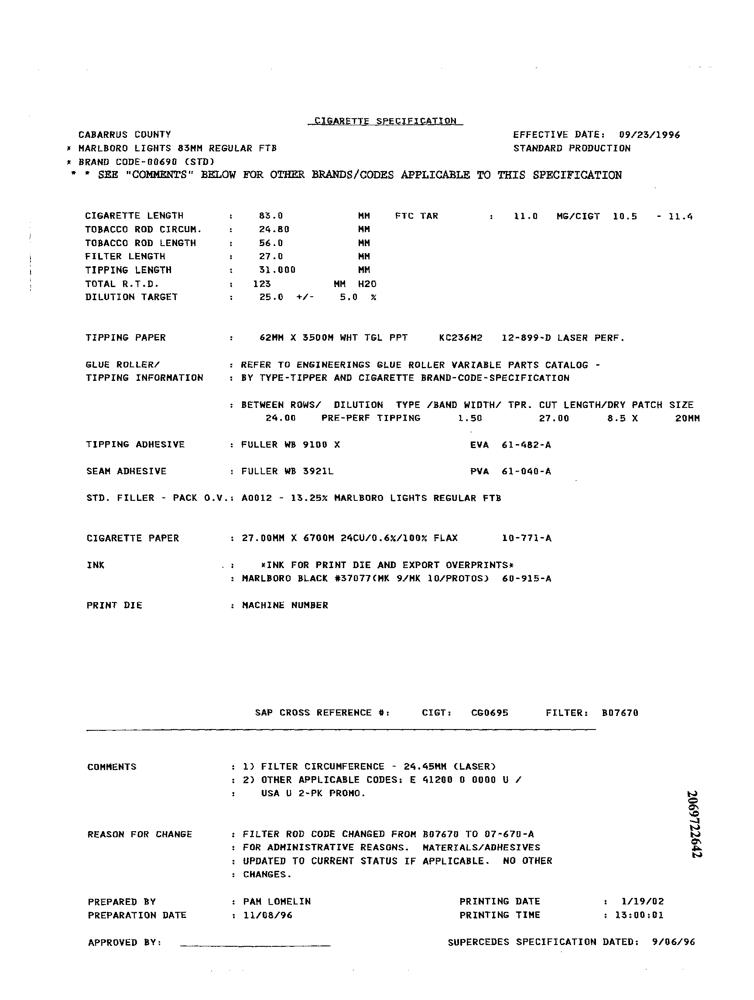 CIGARETTE SPECIFICATION
CABARRUS COUNTY EFFECTIVE DATE: 09/23/1996
* MARLBORO LIGHTS 83MM REGULAR FTB STANDARD PRODUCTION
* BRAND CODE-00690 (STD)
* * SEE "COMMENTS" BELOW FOR OTHER BRANDS/CODES APPLICABLE TO THIS SPECIFICATION
CIGARETTE LENGTH : 83.0 MM FTC TAR : 11.0 MG/CIGT 10.5 - 11.4
TOBACCO ROD CIRCUM. : 24.80 MM
TOBACCO ROD LENGTH : 56.0 MM
FILTER LENGTH : 27.0 MM
TIPPING LENGTH : 31.000 MM
TOTAL R.T.D. : 123 MM H2O
DILUTION TARGET : 25.0 +/- 5.0 %
TIPPING PAPER : 62MM X 3500M WHT TGL PPT KC236M2 12-899-D LASER PERF.
GLUE ROLLER/ : REFER TO ENGINEERINGS GLUE ROLLER VARIABLE PARTS CATALOG -
TIPPING INFORMATION : BY TYPE-TIPPER AND CIGARETTE BRAND-CODE-SPECIFICATION
: BETWEEN ROWS/ DILUTION TYPE /BAND WIDTH/ TPR. CUT LENGTH/DRY PATCH SIZE
24.00 PRE-PERF TIPPING 1.50 27.00 8.5 X 20MM
TIPPING ADHESIVE : FULLER WB 9100 X EVA 61-482-A
SEAM ADHESIVE : FULLER WB 3921L PVA 61-040-A
STD. FILLER - PACK O.V.: A0012 - 13.25% MARLBORO LIGHTS REGULAR FTB
CIGARETTE PAPER : 27.00MM X 6700M 24CU/0.6%/100% FLAX 10-771-A
INK : *INK FOR PRINT DIE AND EXPORT OVERPRINTS*
: MARLBORO BLACK #37077(MK 9/MK 10/PROTOS) 60-915-A
PRINT DIE : MACHINE NUMBER
SAP CROSS REFERENCE #: CIGT: CG0695 FILTER: B07670
COMMENTS : 1) FILTER CIRCUMFERENCE - 24.45MM (LASER)
: 2) OTHER APPLICABLE CODES: E 41200 0 0000 U /
: USA U 2-PK PROMO.
REASON FOR CHANGE : FILTER ROD CODE CHANGED FROM B07670 TO 07-670-A
: FOR ADMINISTRATIVE REASONS. MATERIALS/ADHESIVES
: UPDATED TO CURRENT STATUS IF APPLICABLE. NO OTHER
: CHANGES.
PREPARED BY : PAM LOMELIN PRINTING DATE : 1/19/02
PREPARATION DATE : 11/08/96 PRINTING TIME : 13:00:01
APPROVED BY: SUPERCEDES SPECIFICATION DATED: 9/06/96
2069722642